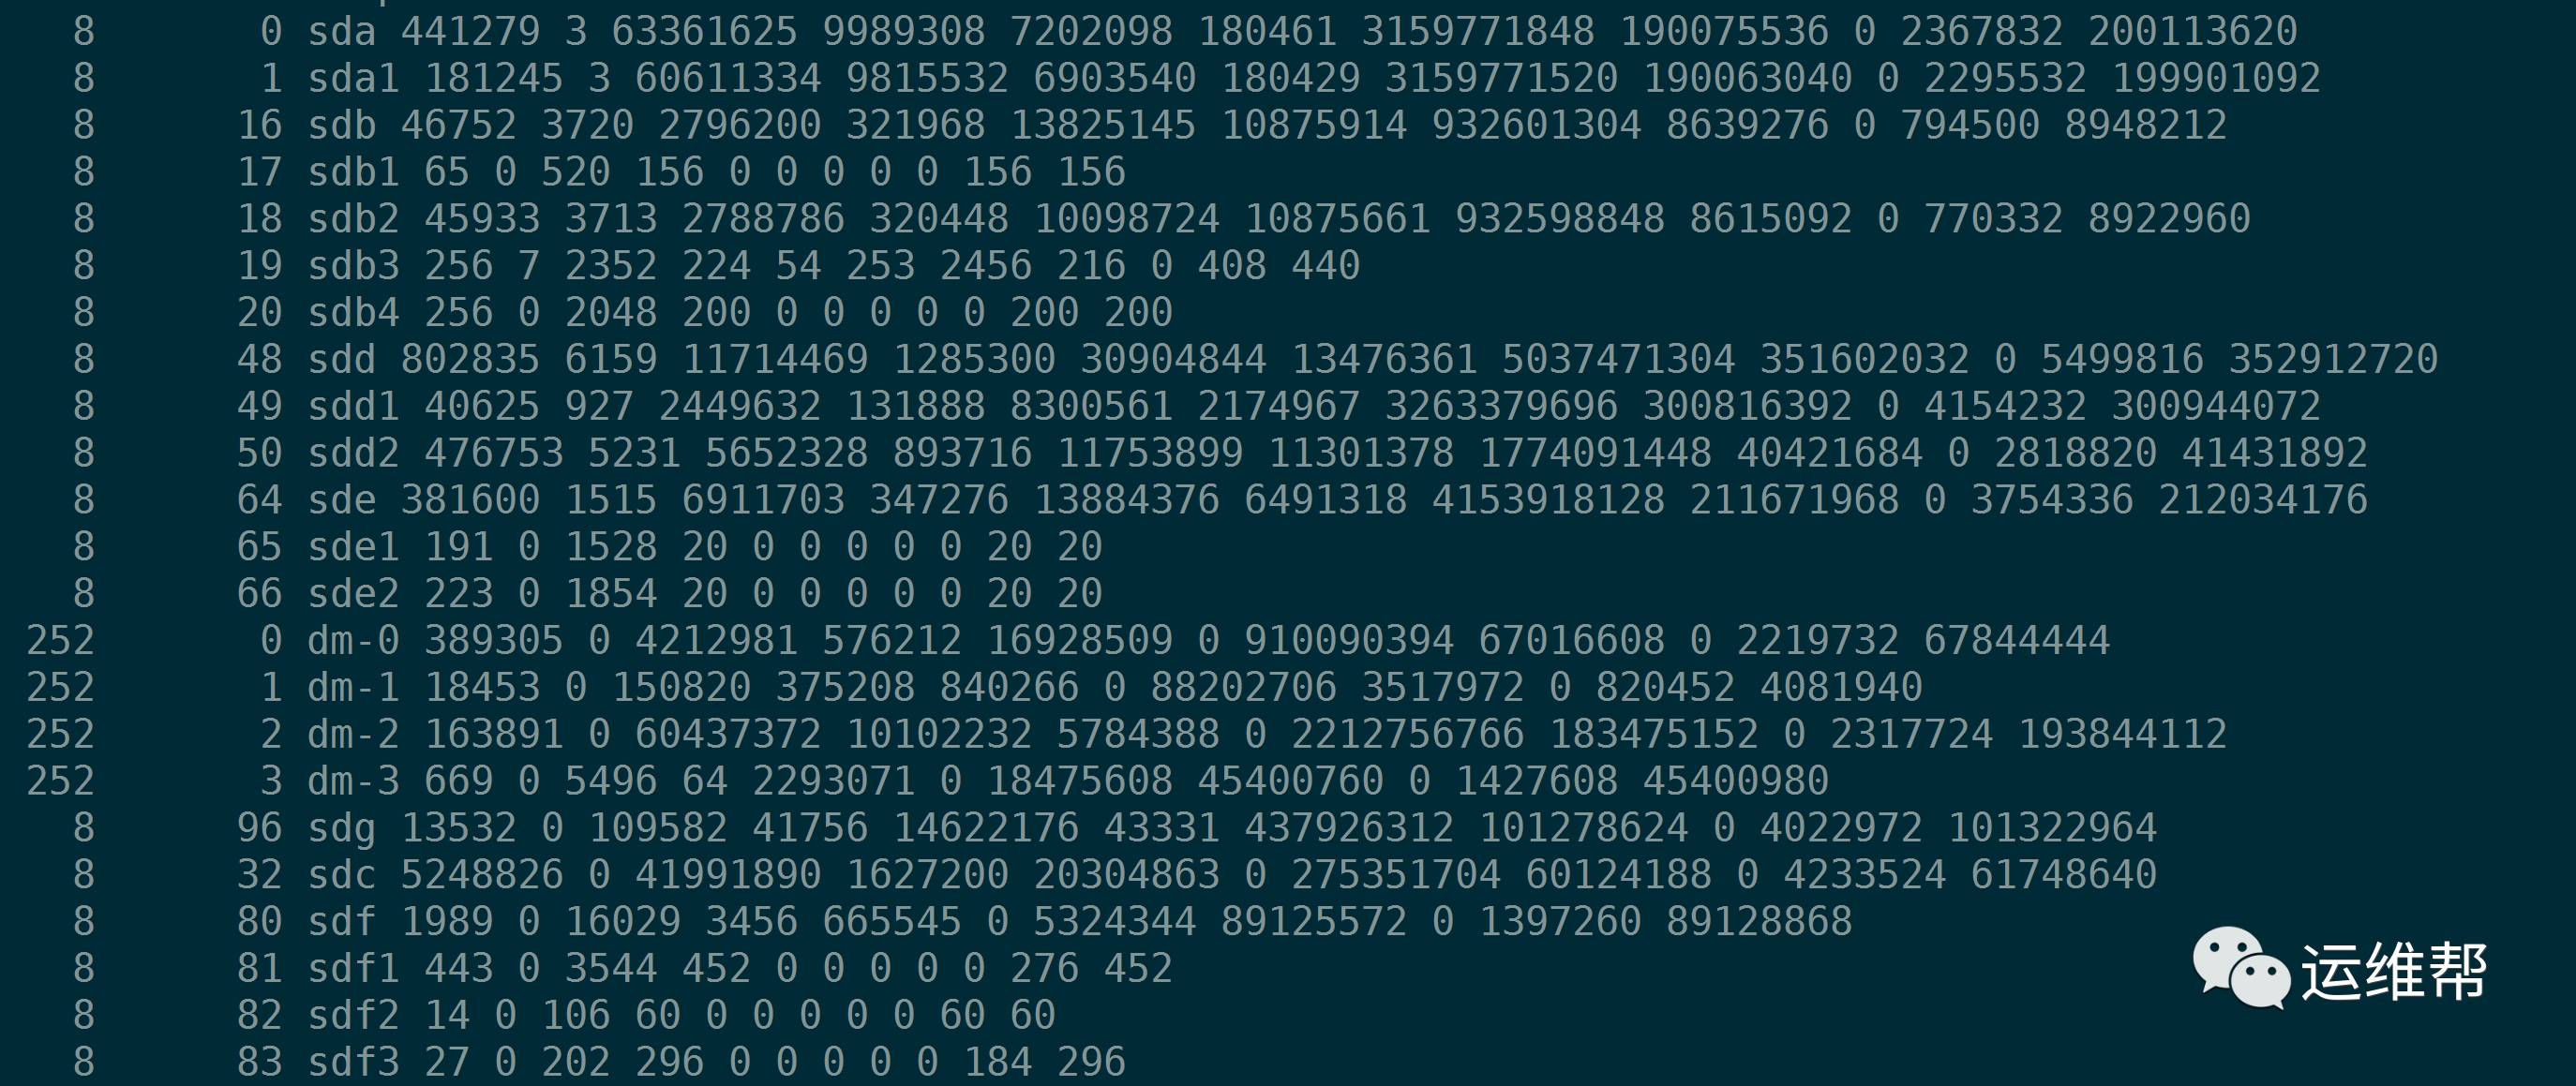 8 0 sda 441279 3 63361625 9989308 7202098 180461 3159771848 190075536 0 2367832 200113620
8 1 sda1 181245 3 60611334 9815532 6903540 180429 3159771520 190063040 0 2295532 199901092
8 16 sdb 46752 3720 2796200 321968 13825145 10875914 932601304 8639276 0 794500 8948212
8 17 sdb1 65 0 520 156 0 0 0 0 0 156 156
8 18 sdb2 45933 3713 2788786 320448 10098724 10875661 932598848 8615092 0 770332 8922960
8 19 sdb3 256 7 2352 224 54 253 2456 216 0 408 440
8 20 sdb4 256 0 2048 200 0 0 0 0 0 200 200
8 48 sdd 802835 6159 11714469 1285300 30904844 13476361 5037471304 351602032 0 5499816 352912720
8 49 sdd1 40625 927 2449632 131888 8300561 2174967 3263379696 300816392 0 4154232 300944072
8 50 sdd2 476753 5231 5652328 893716 11753899 11301378 1774091448 40421684 0 2818820 41431892
8 64 sde 381600 1515 6911703 347276 13884376 6491318 4153918128 211671968 0 3754336 212034176
8 65 sde1 191 0 1528 20 0 0 0 0 0 20 20
8 66 sde2 223 0 1854 20 0 0 0 0 0 20 20
252 0 dm-0 389305 0 4212981 576212 16928509 0 910090394 67016608 0 2219732 67844444
252 1 dm-1 18453 0 150820 375208 840266 0 88202706 3517972 0 820452 4081940
252 2 dm-2 163891 0 60437372 10102232 5784388 0 2212756766 183475152 0 2317724 193844112
252 3 dm-3 669 0 5496 64 2293071 0 18475608 45400760 0 1427608 45400980
8 96 sdg 13532 0 109582 41756 14622176 43331 437926312 101278624 0 4022972 101322964
8 32 sdc 5248826 0 41991890 1627200 20304863 0 275351704 60124188 0 4233524 61748640
8 80 sdf 1989 0 16029 3456 665545 0 5324344 89125572 0 1397260 89128868
8 81 sdf1 443 0 3544 452 0 0 0 0 0 276 452
8 82 sdf2 14 0 106 60 0 0 0 0 0 60 60
8 83 sdf3 27 0 202 296 0 0 0 0 0 184 296
运维帮